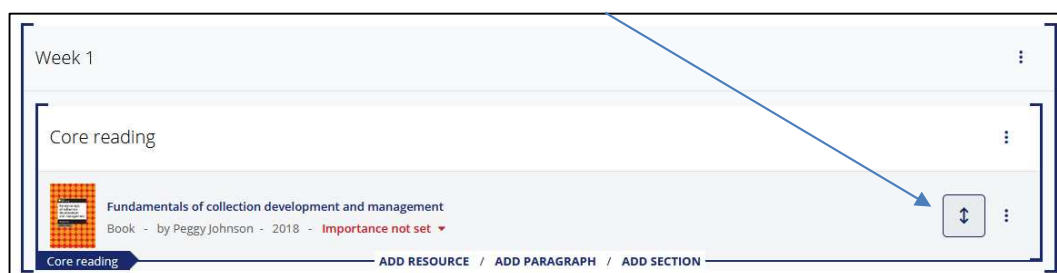 Week 1
Core reading
Fundamentals of collection development and management
Book - by Peggy Johnson - 2018 - Importance not set
Core reading
ADD RESOURCE / ADD PARAGRAPH / ADD SECTION